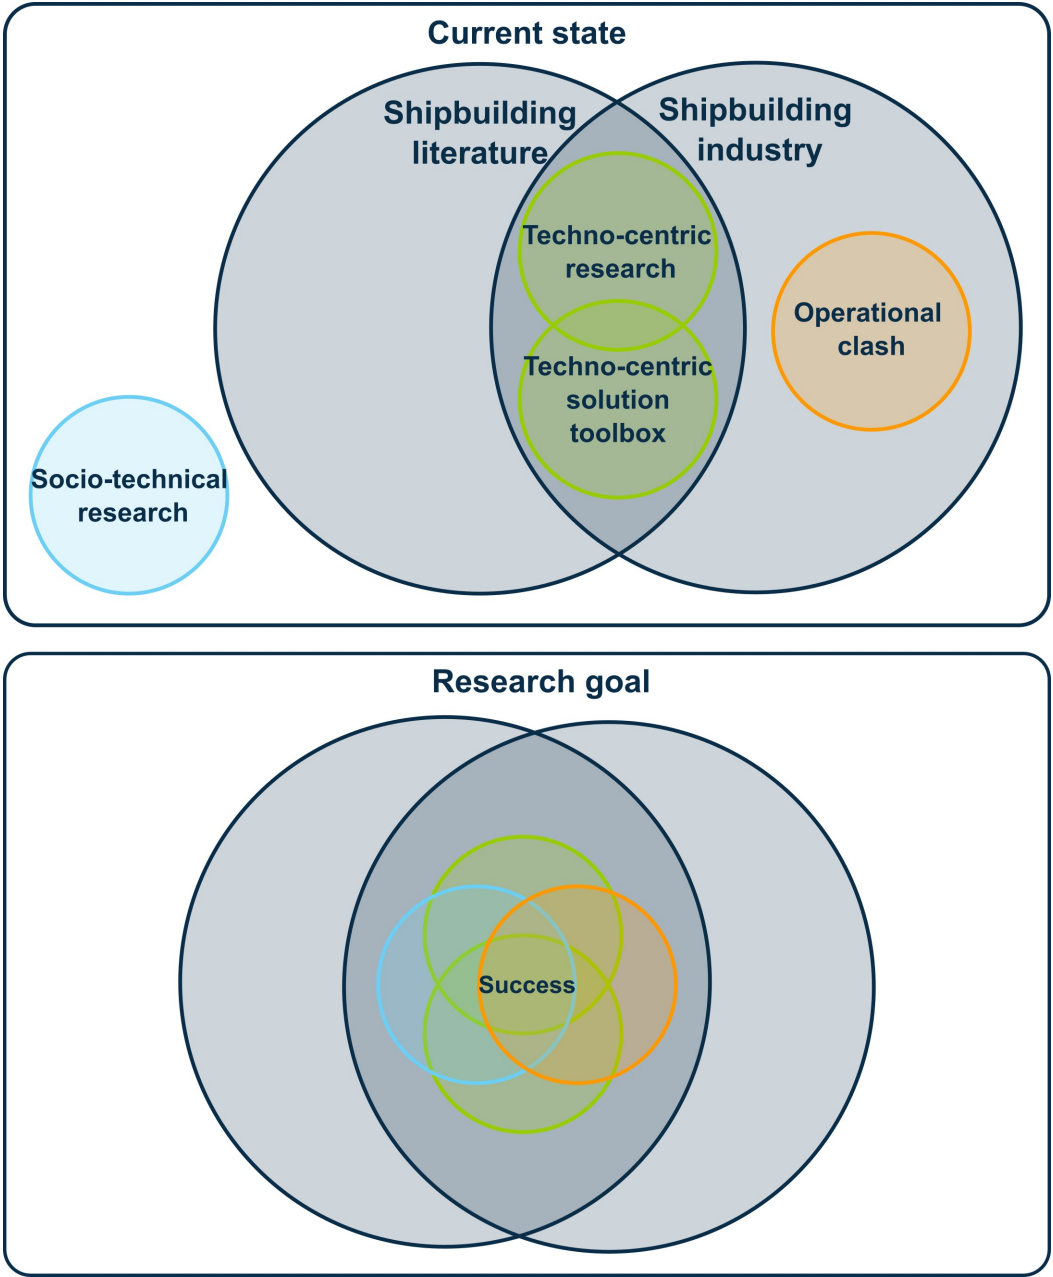 Current state
Shipbuilding
literature
Shipbuilding
industry
Techno-centric
research
Techno-centric
solution
toolbox
Operational
clash
Socio-technical
research
Research goal
Success